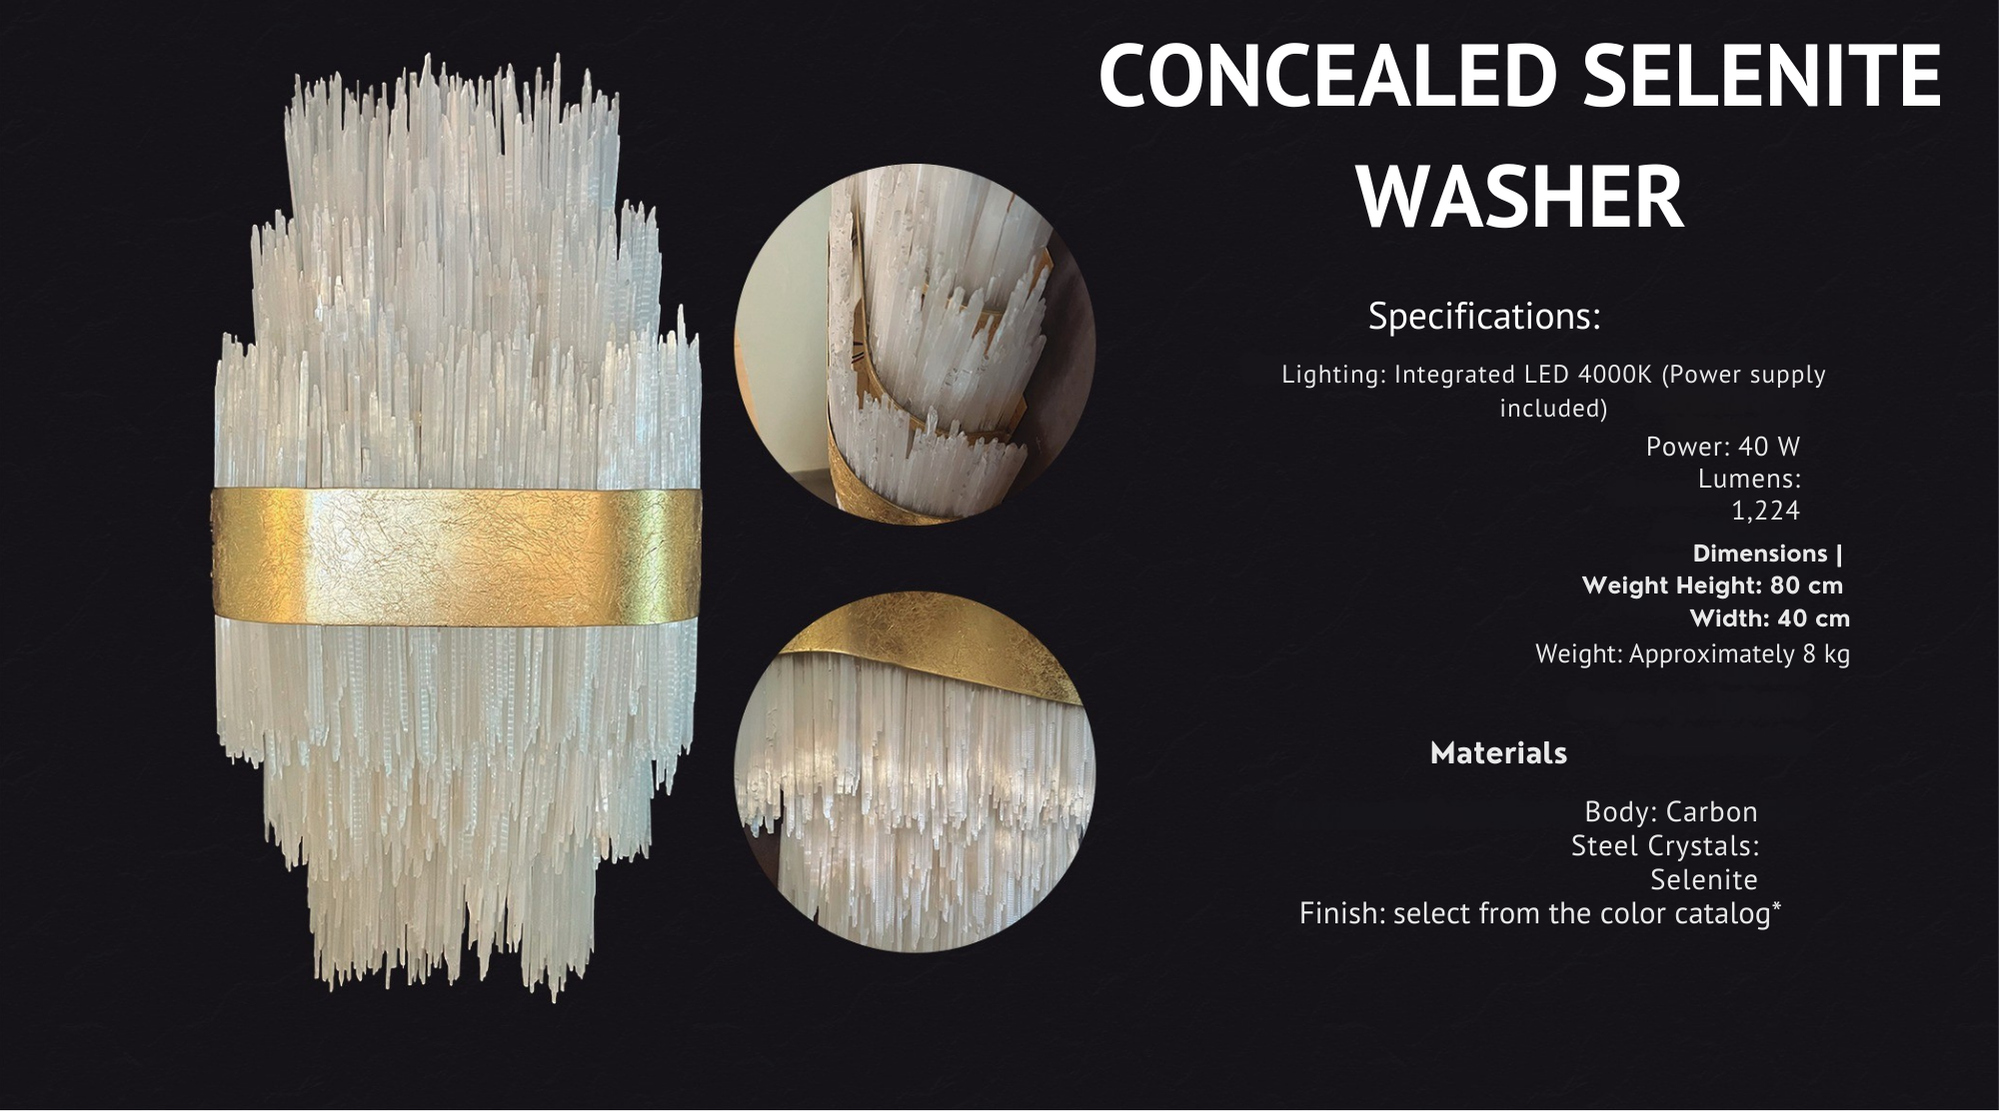 CONCEALED SELENITE
WASHER
Specifications:
Lighting: Integrated LED 4000K (Power supply
included)
Power: 40 W
Lumens:
1,224
Dimensions |
Weight Height: 80 cm
Width: 40 cm
Weight: Approximately 8 kg
Materials
Body: Carbon
Steel Crystals:
Selenite
Finish: select from the color catalog*